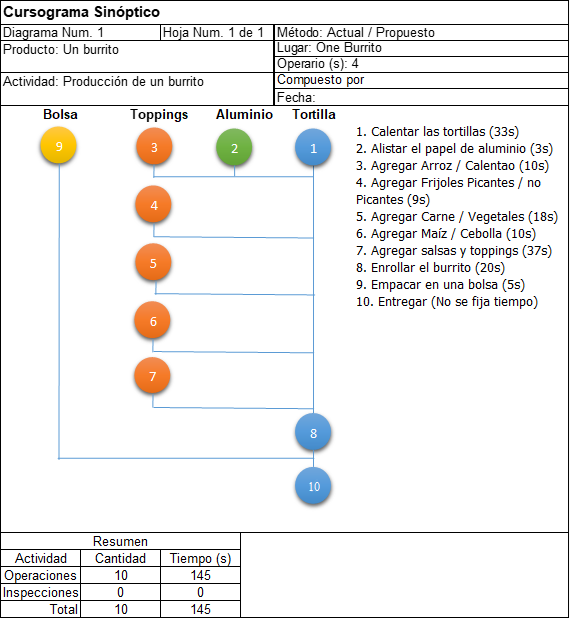 Cursograma Sinóptico
Diagrama Num. 1
Hoja Num. 1 de 1
Método: Actual / Propuesto
Producto: Un burrito
Lugar: One Burrito
Operario (s): 4
Actividad: Producción de un burrito
Compuesto por
Fecha:
Bolsa
Toppings
Aluminio
Tortilla
9
3
2
1
4
5
6
7
8
10
1. Calentar las tortillas (33s)
2. Alistar el papel de aluminio (3s)
3. Agregar Arroz / Calentao (10s)
4. Agregar Frijoles Picantes / no
Picantes (9s)
5. Agregar Carne / Vegetales (18s)
6. Agregar Maíz / Cebolla (10s)
7. Agregar salsas y toppings (37s)
8. Enrollar el burrito (20s)
9. Empacar en una bolsa (5s)
10. Entregar (No se fija tiempo)
Resumen
Actividad Cantidad Tiempo (s)
Operaciones 10 145
Inspecciones 0 0
Total 10 145